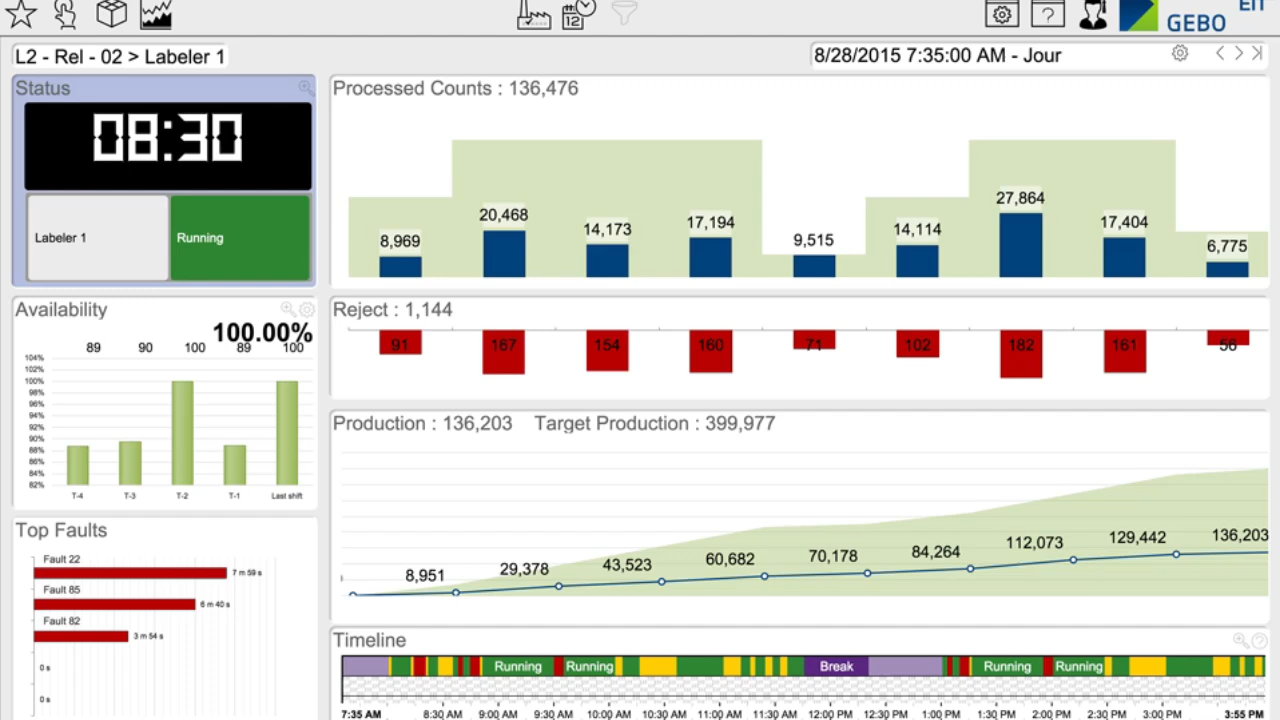 EIT
GEBO
12
?
L2 - Rel - 02 > Labeler 1
8/28/2015 7:35:00 AM - Jour
Status
08:30
Labeler 1
Running
Processed Counts : 136,476
8,969
20,468
14,173
17,194
9,515
14,114
27,864
17,404
6,775
Availability
100.00%
89 90 100 89 100
104%
102%
100%
98%
96%
94%
92%
90%
88%
86%
84%
82%
T-4 T-3 T-2 T-1 Last shift
Reject : 1,144
91 167 154 160 71 102 182 161 56
Production : 136,203 Target Production : 399,977
8,951
29,378
43,523
60,682
70,178
84,264
112,073
129,442
136,203
Top Faults
Fault 22
7 m 59 s
Fault 85
6 m 40 s
Fault 82
3 m 54 s
0 s
0 s
Timeline
?
Running Running Break Running Running
7:35 AM 8:30 AM 9:00 AM 9:30 AM 10:00 AM 10:30 AM 11:00 AM 11:30 AM 12:00 PM 12:30 PM 1:00 PM 1:30 PM 2:00 PM 2:30 PM 3:00 PM 3:45 PM